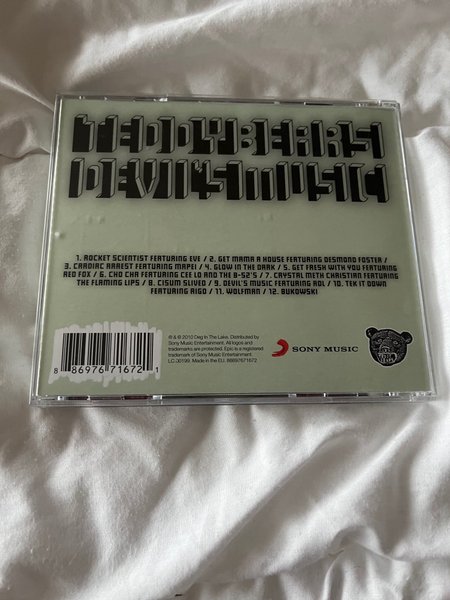 TEDDYBEARS
DEVIL'S MUSIC
1. ROCKET SCIENTIST FEATURING EVE / 2. GET MAMA A HOUSE FEATURING DESMOND FOSTER /
3. CARDIAC ARREST FEATURING MAPEI / 4. GLOW IN THE DARK / 5. GET FRESH WITH YOU FEATURING
RED FOX / 6. CHO CHA FEATURING CEE LO AND THE B-52'S / 7. CRYSTAL METH CHRISTIAN FEATURING
THE FLAMING LIPS / 8. CISUM SLIVED / 9. DEVIL'S MUSIC FEATURING ADL / 10. TEK IT DOWN
FEATURING RIGO / 11. WOLFMAN / 12. BUKOWSKI
℗ & © 2010 Deg In The Lake. Distributed by
Sony Music Entertainment. All logos and
trademarks are protected. Epic is a registered
trademark of Sony Music Entertainment.
LC 00199. Made in the EU. 88697671672
SONY MUSIC
8 86976 71672 1